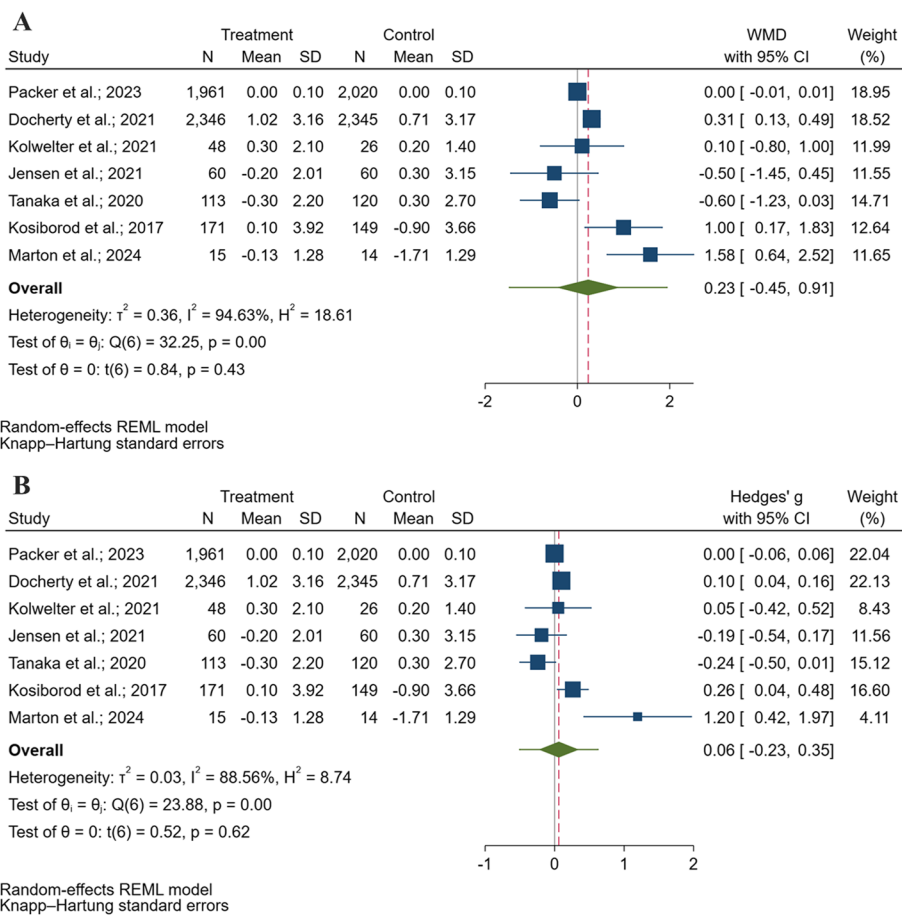 A
Treatment Control WMD Weight
Study N Mean SD N Mean SD with 95% CI (%)
Packer et al.; 2023 1,961 0.00 0.10 2,020 0.00 0.10 0.00 [ -0.01, 0.01] 18.95
Docherty et al.; 2021 2,346 1.02 3.16 2,345 0.71 3.17 0.31 [ 0.13, 0.49] 18.52
Kolwelter et al.; 2021 48 0.30 2.10 26 0.20 1.40 0.10 [ -0.80, 1.00] 11.99
Jensen et al.; 2021 60 -0.20 2.01 60 0.30 3.15 -0.50 [ -1.45, 0.45] 11.55
Tanaka et al.; 2020 113 -0.30 2.20 120 0.30 2.70 -0.60 [ -1.23, 0.03] 14.71
Kosiborod et al.; 2017 171 0.10 3.92 149 -0.90 3.66 1.00 [ 0.17, 1.83] 12.64
Marton et al.; 2024 15 -0.13 1.28 14 -1.71 1.29 1.58 [ 0.64, 2.52] 11.65
Overall 0.23 [ -0.45, 0.91]
Heterogeneity: τ² = 0.36, I² = 94.63%, H² = 18.61
Test of θᵢ = θⱼ: Q(6) = 32.25, p = 0.00
Test of θ = 0: t(6) = 0.84, p = 0.43
-2 0 2
Random-effects REML model
Knapp–Hartung standard errors
B
Treatment Control Hedges' g Weight
Study N Mean SD N Mean SD with 95% CI (%)
Packer et al.; 2023 1,961 0.00 0.10 2,020 0.00 0.10 0.00 [ -0.06, 0.06] 22.04
Docherty et al.; 2021 2,346 1.02 3.16 2,345 0.71 3.17 0.10 [ 0.04, 0.16] 22.13
Kolwelter et al.; 2021 48 0.30 2.10 26 0.20 1.40 0.05 [ -0.42, 0.52] 8.43
Jensen et al.; 2021 60 -0.20 2.01 60 0.30 3.15 -0.19 [ -0.54, 0.17] 11.56
Tanaka et al.; 2020 113 -0.30 2.20 120 0.30 2.70 -0.24 [ -0.50, 0.01] 15.12
Kosiborod et al.; 2017 171 0.10 3.92 149 -0.90 3.66 0.26 [ 0.04, 0.48] 16.60
Marton et al.; 2024 15 -0.13 1.28 14 -1.71 1.29 1.20 [ 0.42, 1.97] 4.11
Overall 0.06 [ -0.23, 0.35]
Heterogeneity: τ² = 0.03, I² = 88.56%, H² = 8.74
Test of θᵢ = θⱼ: Q(6) = 23.88, p = 0.00
Test of θ = 0: t(6) = 0.52, p = 0.62
-1 0 1 2
Random-effects REML model
Knapp–Hartung standard errors